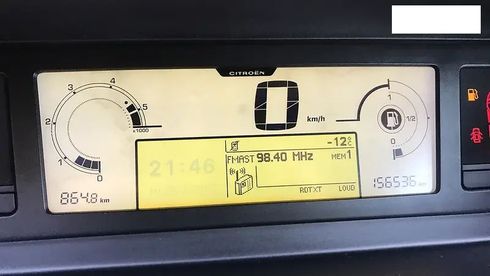 CITROËN
1
2
3
4
5
x1000
0
864.8 km
0
km/h
21:46
-12°C
FMAST 98.40 MHz
MEM1
RDTXT LOUD
1
1/2
0
156536 km